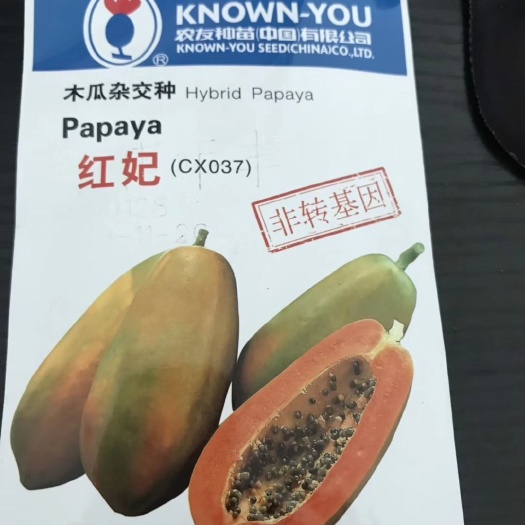 KNOWN-YOU
农友种苗(中国)有限公司
KNOWN-YOU SEED(CHINA)CO.,LTD.
®
木瓜杂交种 Hybrid Papaya
Papaya
红妃 (CX037)
非转基因